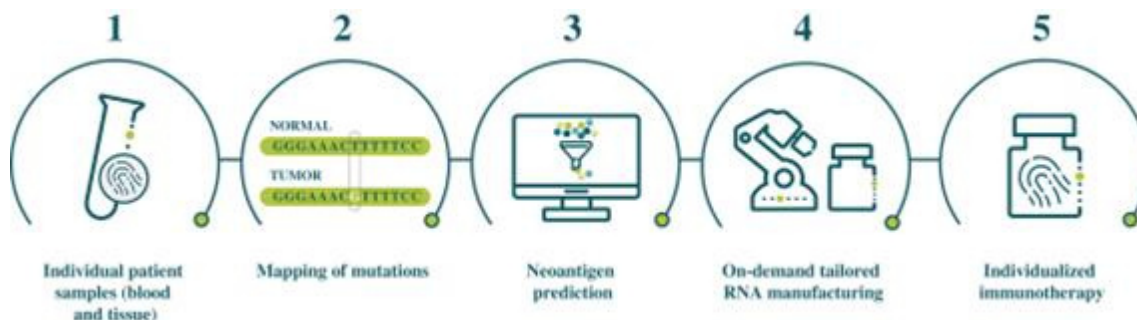 1
2
3
4
5
NORMAL
GGGAAACTTTTTCC
TUMOR
GGGAAACGTTTTCC
Individual patient
samples (blood
and tissue)
Mapping of mutations
Neoantigen
prediction
On-demand tailored
RNA manufacturing
Individualized
immunotherapy